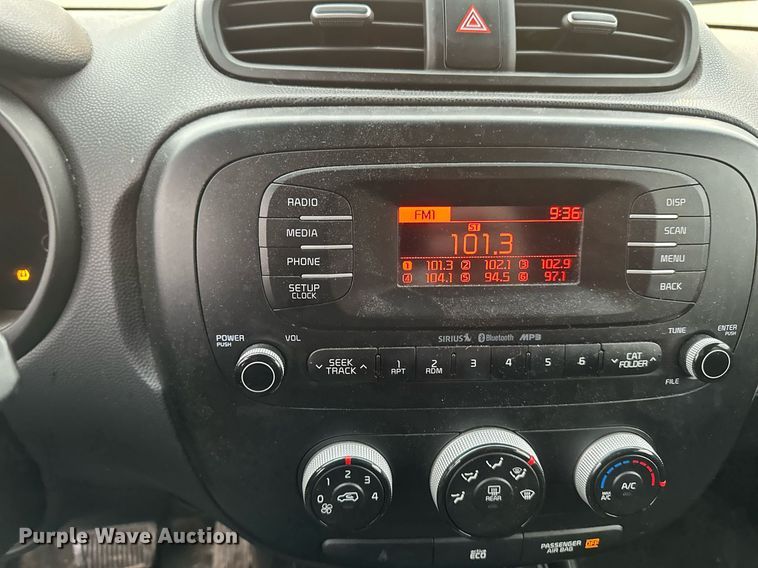 RADIO
MEDIA
PHONE
SETUP
CLOCK
FM1 9:36
ST
101.3
1 101.3 2 102.1 3 102.9
4 104.1 5 94.5 6 97.1
DISP
SCAN
MENU
BACK
POWER
PUSH
VOL
SIRIUS Bluetooth MP3
TUNE
ENTER
PUSH
SEEK
TRACK
1
RPT
2
RDM
3
4
5
6
CAT
FOLDER
FILE
0 1 2 3 4
REAR
A/C
MAX
A/C
ECO
PASSENGER
AIR BAG
OFF
Purple Wave Auction